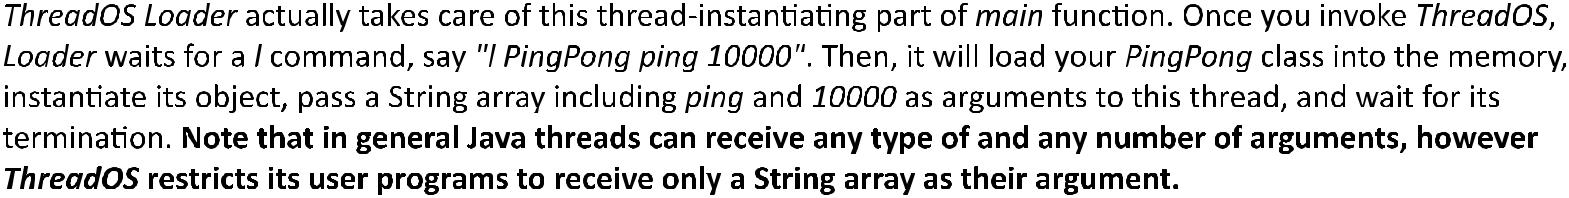 ThreadOS Loader actually takes care of this thread-instantiating part of main function. Once you invoke ThreadOS,
Loader waits for a l command, say "l PingPong ping 10000". Then, it will load your PingPong class into the memory,
instantiate its object, pass a String array including ping and 10000 as arguments to this thread, and wait for its
termination. Note that in general Java threads can receive any type of and any number of arguments, however
ThreadOS restricts its user programs to receive only a String array as their argument.